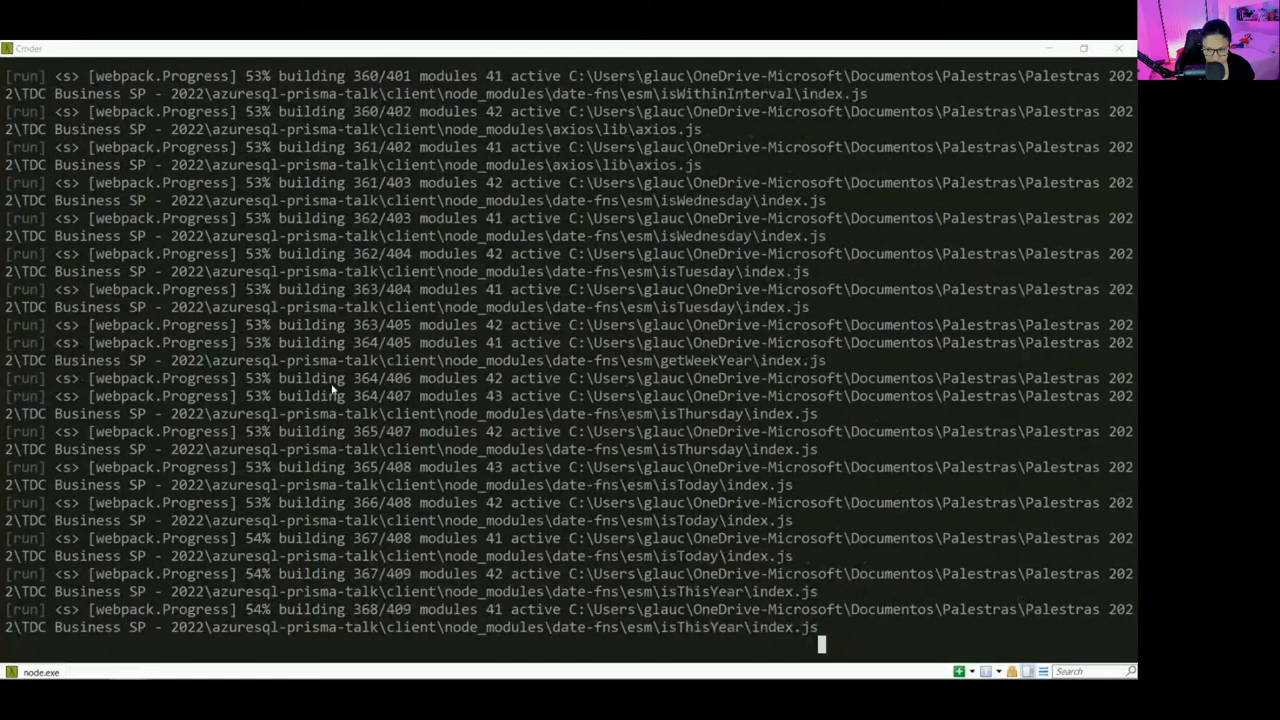 Cmder
[run] <s> [webpack.Progress] 53% building 360/401 modules 41 active C:\Users\glauc\OneDrive-Microsoft\Documentos\Palestras\Palestras 202
2\TDC Business SP - 2022\azuresql-prisma-talk\client\node_modules\date-fns\esm\isWithinInterval\index.js
[run] <s> [webpack.Progress] 53% building 360/402 modules 42 active C:\Users\glauc\OneDrive-Microsoft\Documentos\Palestras\Palestras 202
2\TDC Business SP - 2022\azuresql-prisma-talk\client\node_modules\axios\lib\axios.js
[run] <s> [webpack.Progress] 53% building 361/402 modules 41 active C:\Users\glauc\OneDrive-Microsoft\Documentos\Palestras\Palestras 202
2\TDC Business SP - 2022\azuresql-prisma-talk\client\node_modules\axios\lib\axios.js
[run] <s> [webpack.Progress] 53% building 361/403 modules 42 active C:\Users\glauc\OneDrive-Microsoft\Documentos\Palestras\Palestras 202
2\TDC Business SP - 2022\azuresql-prisma-talk\client\node_modules\date-fns\esm\isWednesday\index.js
[run] <s> [webpack.Progress] 53% building 362/403 modules 41 active C:\Users\glauc\OneDrive-Microsoft\Documentos\Palestras\Palestras 202
2\TDC Business SP - 2022\azuresql-prisma-talk\client\node_modules\date-fns\esm\isWednesday\index.js
[run] <s> [webpack.Progress] 53% building 362/404 modules 42 active C:\Users\glauc\OneDrive-Microsoft\Documentos\Palestras\Palestras 202
2\TDC Business SP - 2022\azuresql-prisma-talk\client\node_modules\date-fns\esm\isTuesday\index.js
[run] <s> [webpack.Progress] 53% building 363/404 modules 41 active C:\Users\glauc\OneDrive-Microsoft\Documentos\Palestras\Palestras 202
2\TDC Business SP - 2022\azuresql-prisma-talk\client\node_modules\date-fns\esm\isTuesday\index.js
[run] <s> [webpack.Progress] 53% building 363/405 modules 42 active C:\Users\glauc\OneDrive-Microsoft\Documentos\Palestras\Palestras 202
[run] <s> [webpack.Progress] 53% building 364/405 modules 41 active C:\Users\glauc\OneDrive-Microsoft\Documentos\Palestras\Palestras 202
2\TDC Business SP - 2022\azuresql-prisma-talk\client\node_modules\date-fns\esm\getWeekYear\index.js
[run] <s> [webpack.Progress] 53% building 364/406 modules 42 active C:\Users\glauc\OneDrive-Microsoft\Documentos\Palestras\Palestras 202
[run] <s> [webpack.Progress] 53% building 364/407 modules 43 active C:\Users\glauc\OneDrive-Microsoft\Documentos\Palestras\Palestras 202
2\TDC Business SP - 2022\azuresql-prisma-talk\client\node_modules\date-fns\esm\isThursday\index.js
[run] <s> [webpack.Progress] 53% building 365/407 modules 42 active C:\Users\glauc\OneDrive-Microsoft\Documentos\Palestras\Palestras 202
2\TDC Business SP - 2022\azuresql-prisma-talk\client\node_modules\date-fns\esm\isThursday\index.js
[run] <s> [webpack.Progress] 53% building 365/408 modules 43 active C:\Users\glauc\OneDrive-Microsoft\Documentos\Palestras\Palestras 202
2\TDC Business SP - 2022\azuresql-prisma-talk\client\node_modules\date-fns\esm\isToday\index.js
[run] <s> [webpack.Progress] 53% building 366/408 modules 42 active C:\Users\glauc\OneDrive-Microsoft\Documentos\Palestras\Palestras 202
2\TDC Business SP - 2022\azuresql-prisma-talk\client\node_modules\date-fns\esm\isToday\index.js
[run] <s> [webpack.Progress] 54% building 367/408 modules 41 active C:\Users\glauc\OneDrive-Microsoft\Documentos\Palestras\Palestras 202
2\TDC Business SP - 2022\azuresql-prisma-talk\client\node_modules\date-fns\esm\isToday\index.js
[run] <s> [webpack.Progress] 54% building 367/409 modules 42 active C:\Users\glauc\OneDrive-Microsoft\Documentos\Palestras\Palestras 202
2\TDC Business SP - 2022\azuresql-prisma-talk\client\node_modules\date-fns\esm\isThisYear\index.js
[run] <s> [webpack.Progress] 54% building 368/409 modules 41 active C:\Users\glauc\OneDrive-Microsoft\Documentos\Palestras\Palestras 202
2\TDC Business SP - 2022\azuresql-prisma-talk\client\node_modules\date-fns\esm\isThisYear\index.js
node.exe
Search